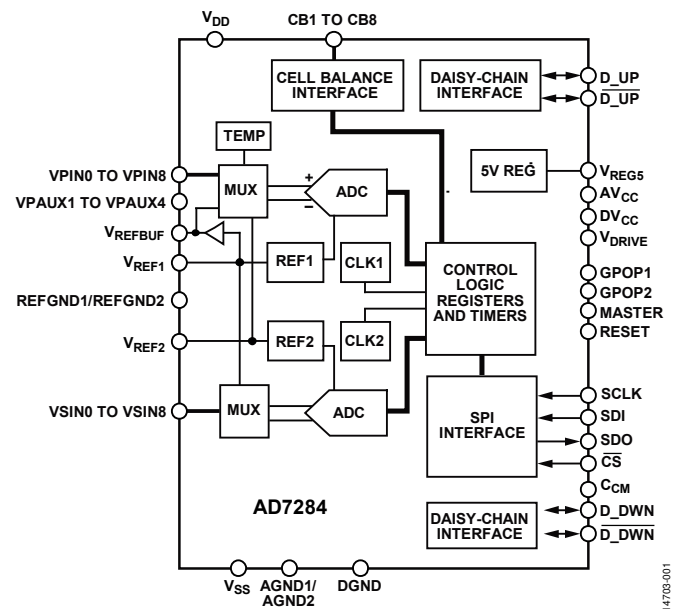 VDD
CB1 TO CB8
CELL BALANCE
INTERFACE
DAISY-CHAIN
INTERFACE
D_UP
D_UP
TEMP
VPIN0 TO VPIN8
MUX
+
−
ADC
5V REG
VREG5
VPAUX1 TO VPAUX4
AVCC
DVCC
VREFBUF
VDRIVE
VREF1
REF1
CLK1
CONTROL
LOGIC
REGISTERS
AND TIMERS
GPOP1
GPOP2
REFGND1/REFGND2
MASTER
RESET
VREF2
REF2
CLK2
VSIN0 TO VSIN8
MUX
ADC
SPI
INTERFACE
SCLK
SDI
SDO
CS
CCM
AD7284
DAISY-CHAIN
INTERFACE
D_DWN
D_DWN
VSS
AGND1/
AGND2
DGND
14703-001